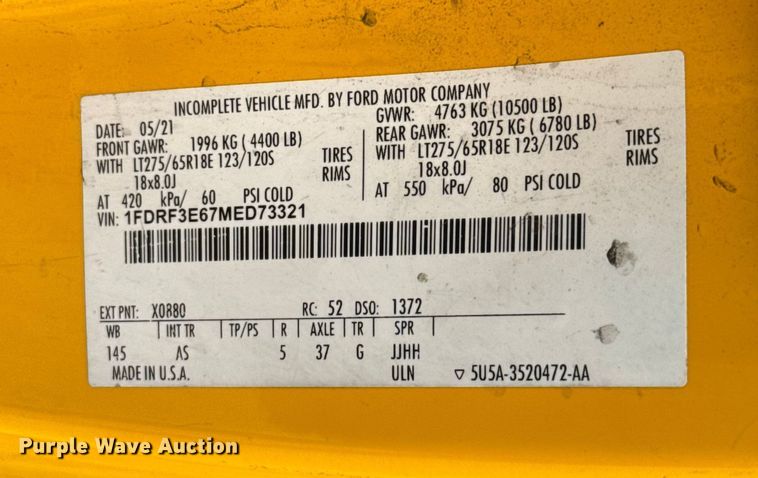 INCOMPLETE VEHICLE MFD. BY FORD MOTOR COMPANY
DATE: 05/21 GVWR: 4763 KG (10500 LB)
FRONT GAWR: 1996 KG ( 4400 LB) REAR GAWR: 3075 KG ( 6780 LB)
WITH LT275/65R18E 123/120S TIRES WITH LT275/65R18E 123/120S TIRES
18x8.0J RIMS 18x8.0J RIMS
AT 420 kPa/ 60 PSI COLD AT 550 kPa/ 80 PSI COLD
VIN: 1FDRF3E67MED73321
EXT PNT: X0880 RC: 52 DSO: 1372
WB INT TR TP/PS R AXLE TR SPR
145 AS 5 37 G JJHH
MADE IN U.S.A. ULN ▽ 5U5A-3520472-AA
Purple Wave Auction